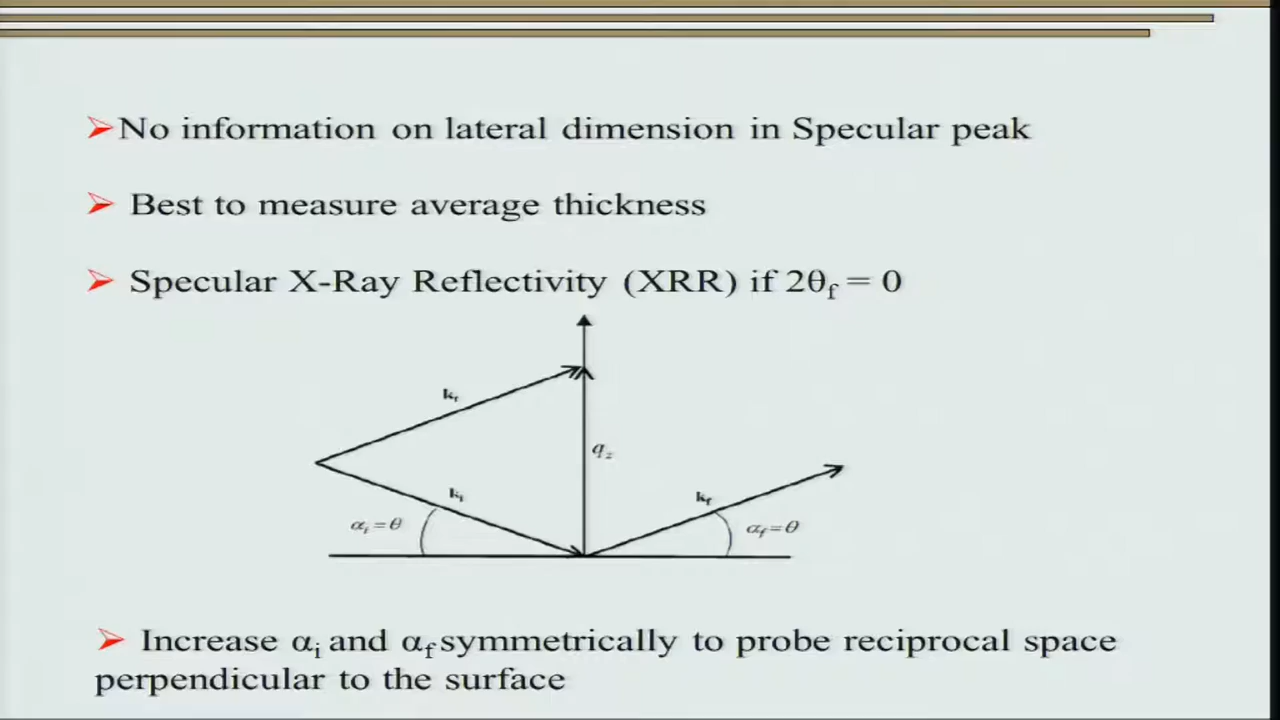 ➢No information on lateral dimension in Specular peak
➢ Best to measure average thickness
➢ Specular X-Ray Reflectivity (XRR) if 2θf = 0
kf
qz
ki
kf
αi=θ
αf=θ
➢ Increase αi and αf symmetrically to probe reciprocal space
perpendicular to the surface